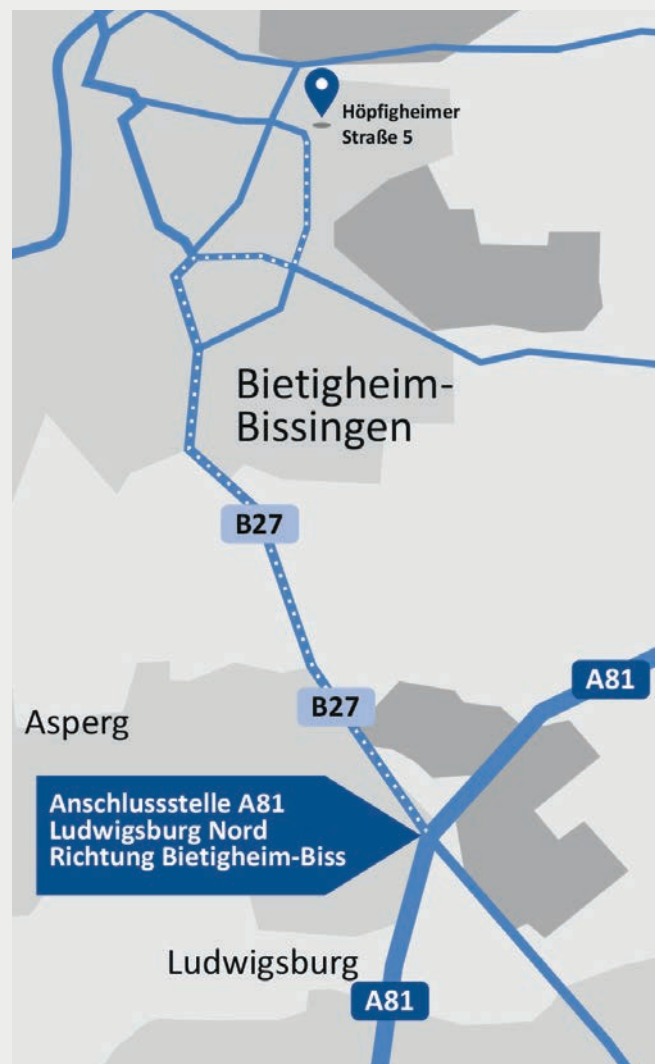 Höpfigheimer
Straße 5
Bietigheim-
Bissingen
B27
A81
B27
Asperg
Anschlussstelle A81
Ludwigsburg Nord
Richtung Bietigheim-Biss
Ludwigsburg
A81